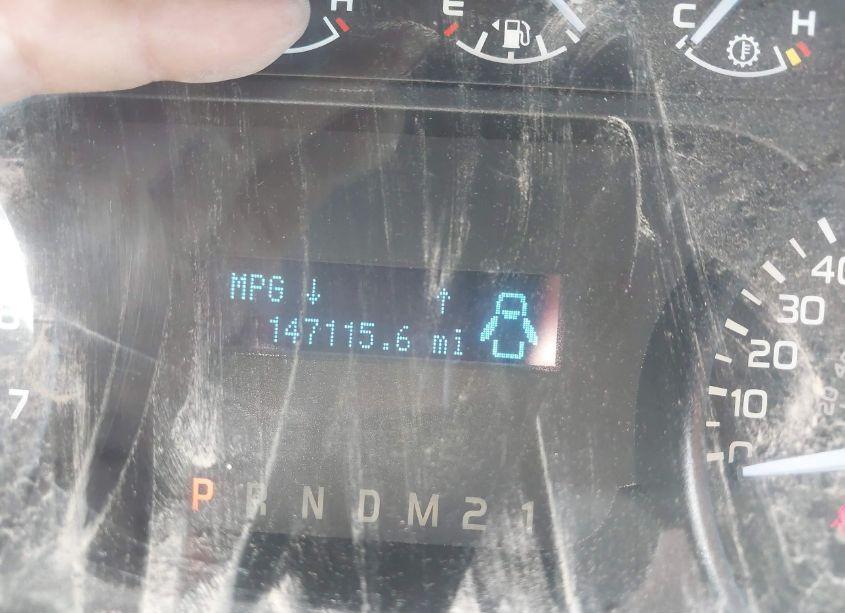 H
E
C H
MPG ↓ ↑
147115.6 mi
40
30
20
10
0
7
P R N D M 2 1